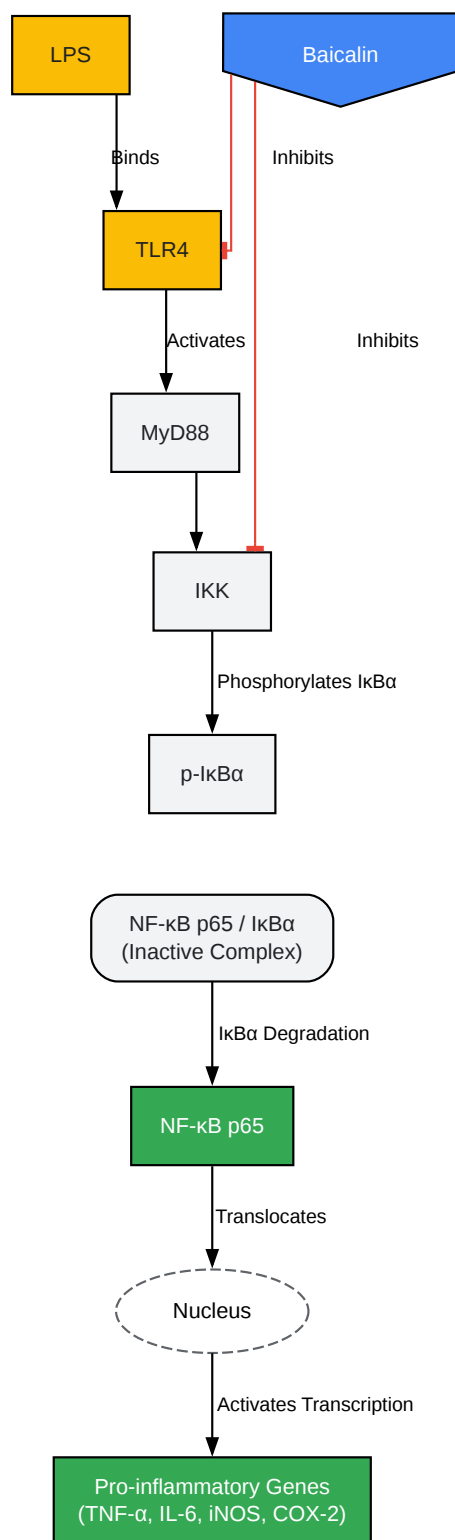 LPS
Baicalin
Binds
Inhibits
TLR4
Activates
Inhibits
MyD88
IKK
Phosphorylates IκBα
p-IκBα
NF-κB p65 / IκBα
(Inactive Complex)
IκBα Degradation
NF-κB p65
Translocates
Nucleus
Activates Transcription
Pro-inflammatory Genes
(TNF-α, IL-6, iNOS, COX-2)